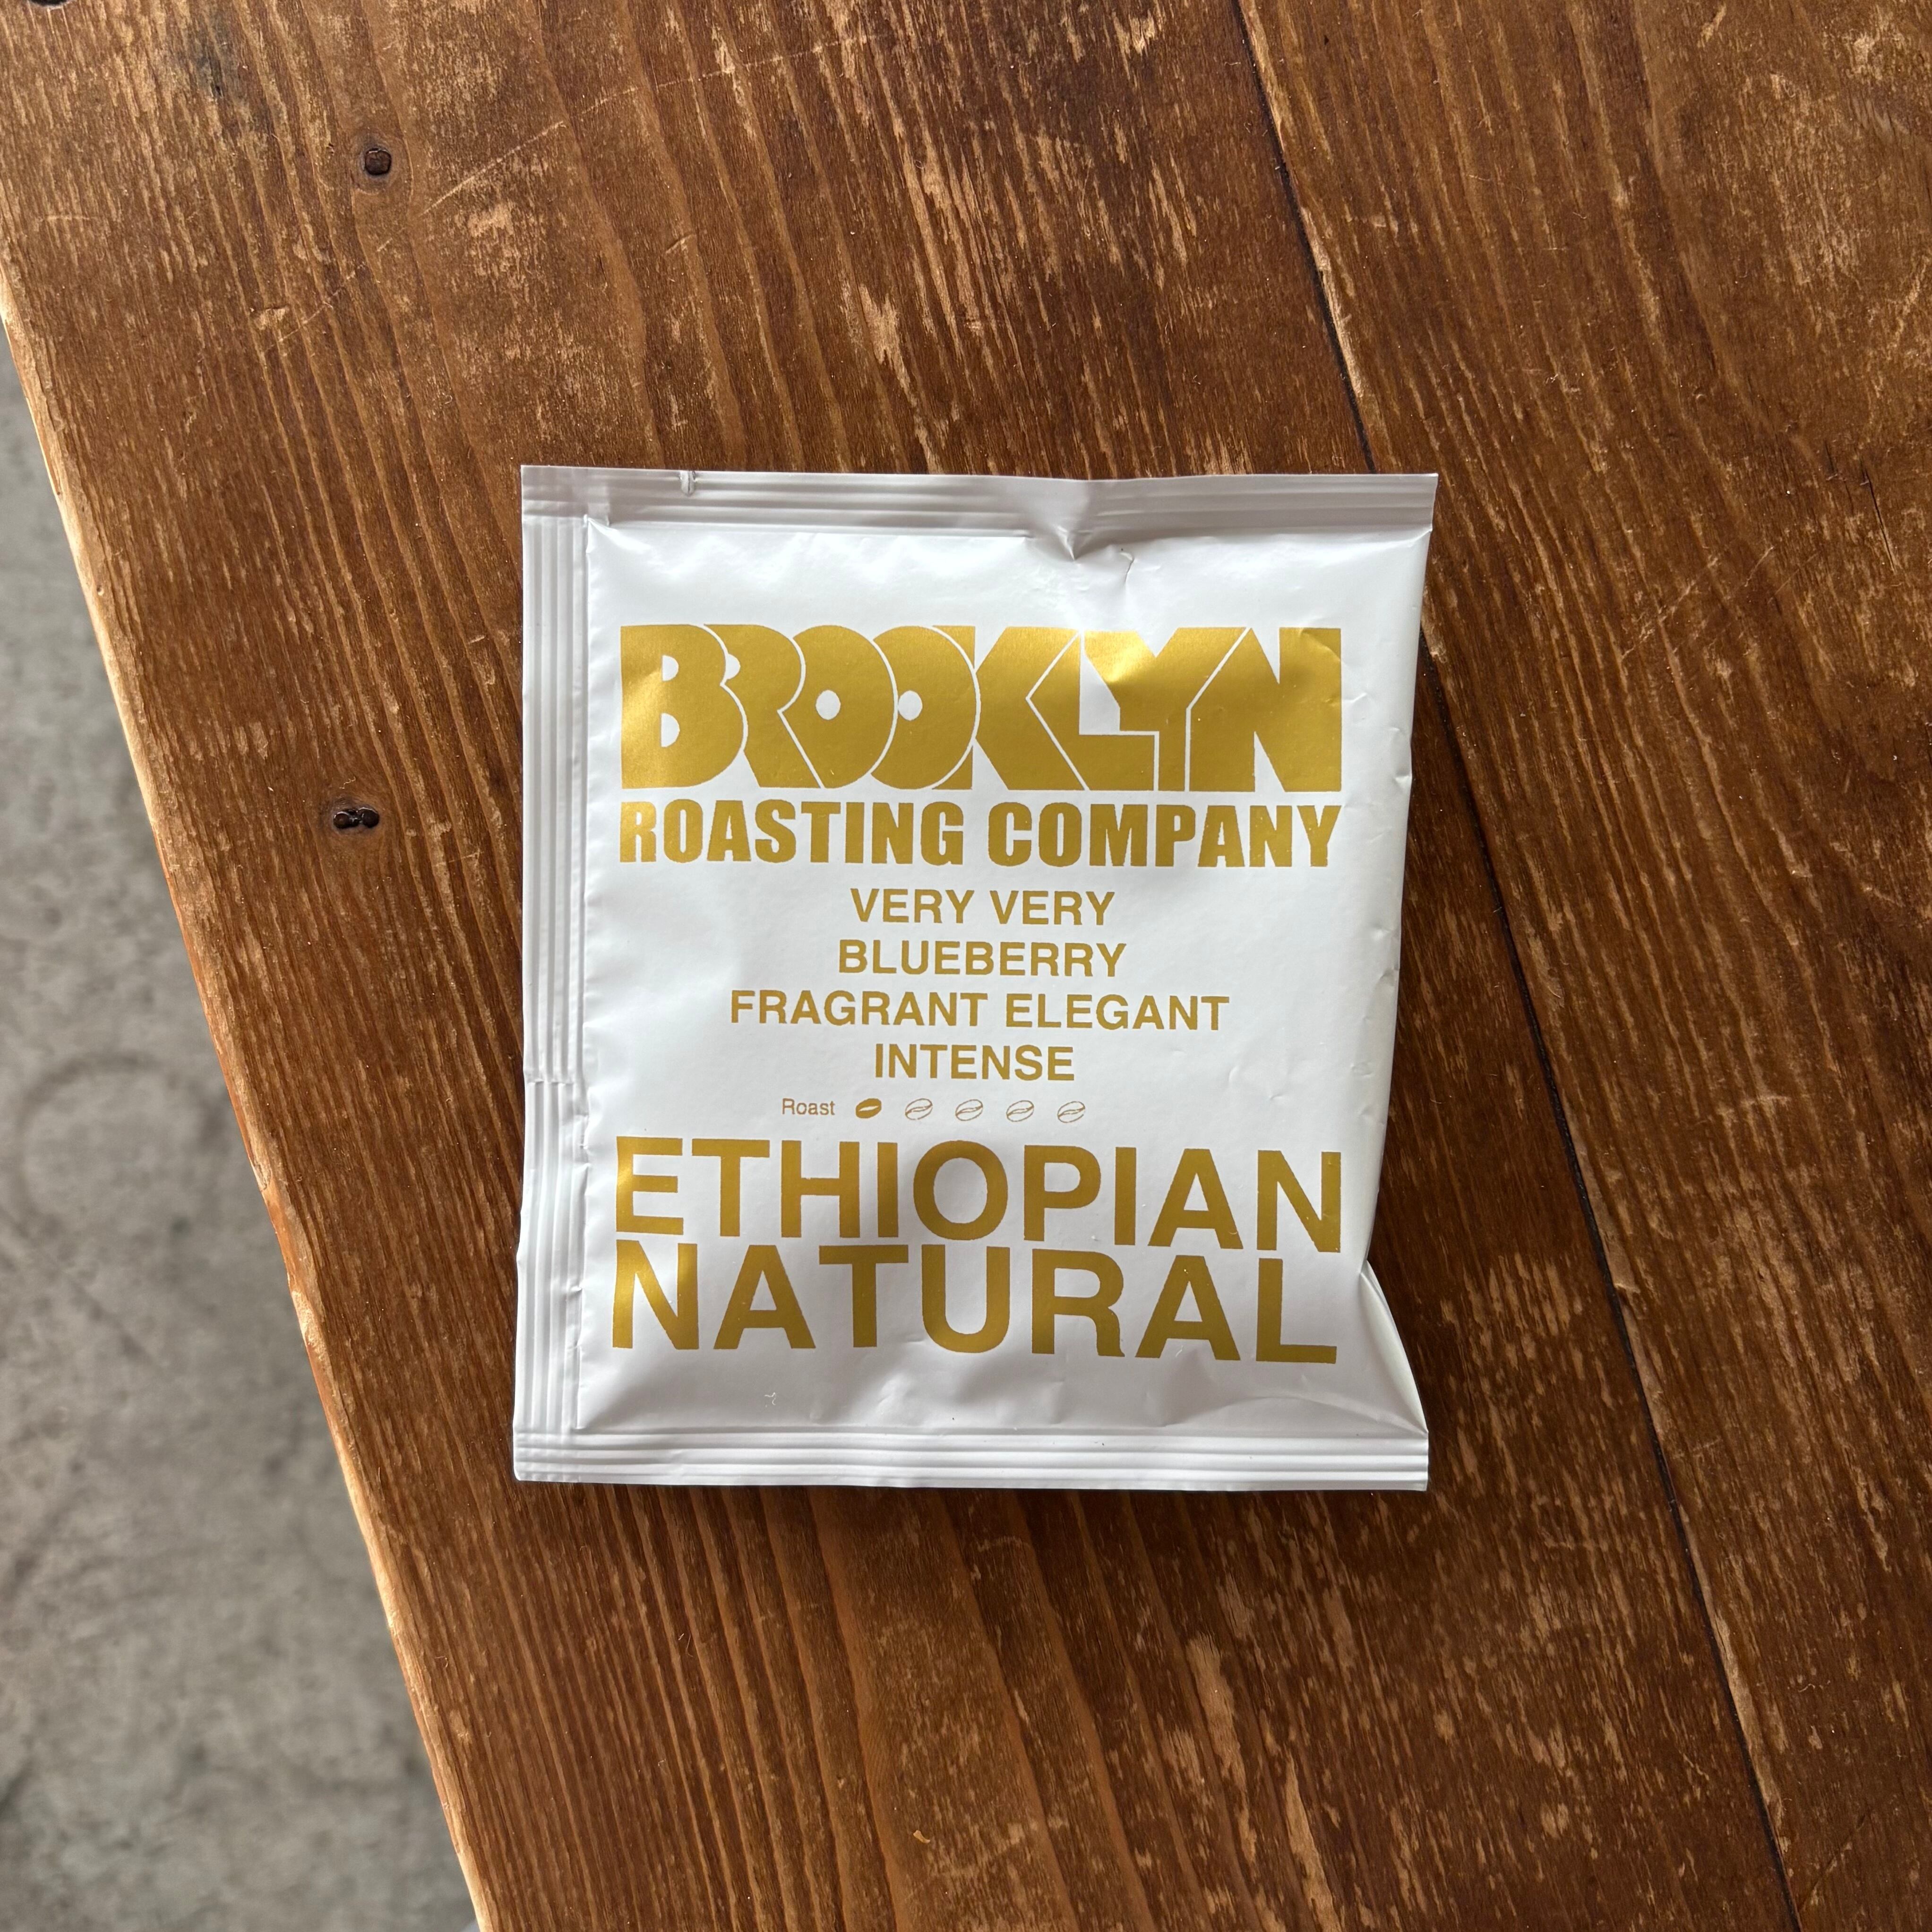 BROOKLYN
ROASTING COMPANY
VERY VERY
BLUEBERRY
FRAGRANT ELEGANT
INTENSE
Roast
ETHIOPIAN
NATURAL